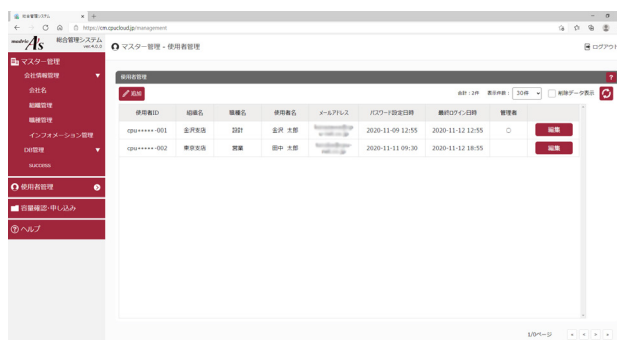 総合管理システム
https://cm.cpucloud.jp/management
modric A's 総合管理システム
ver.4.0.0
マスター管理 - 使用者管理
ログアウト
マスター管理
会社情報管理
会社名
組織管理
職種管理
インフォメーション管理
DB管理
success
使用者管理
容量確認・申し込み
ヘルプ
使用者管理
?
追加
合計：2件 表示件数： 20件 削除データ表示
使用者ID 組織名 職種名 使用者名 メールアドレス パスワード設定日時 最終ログイン日時 管理者
cpu*****-001 金沢支店 設計 金沢 太郎 2020-11-09 12:55 2020-11-12 12:55 ○ 編集
cpu*****-002 東京支店 営業 田中 太郎 2020-11-11 09:30 2020-11-12 18:55 編集
1/0ページ